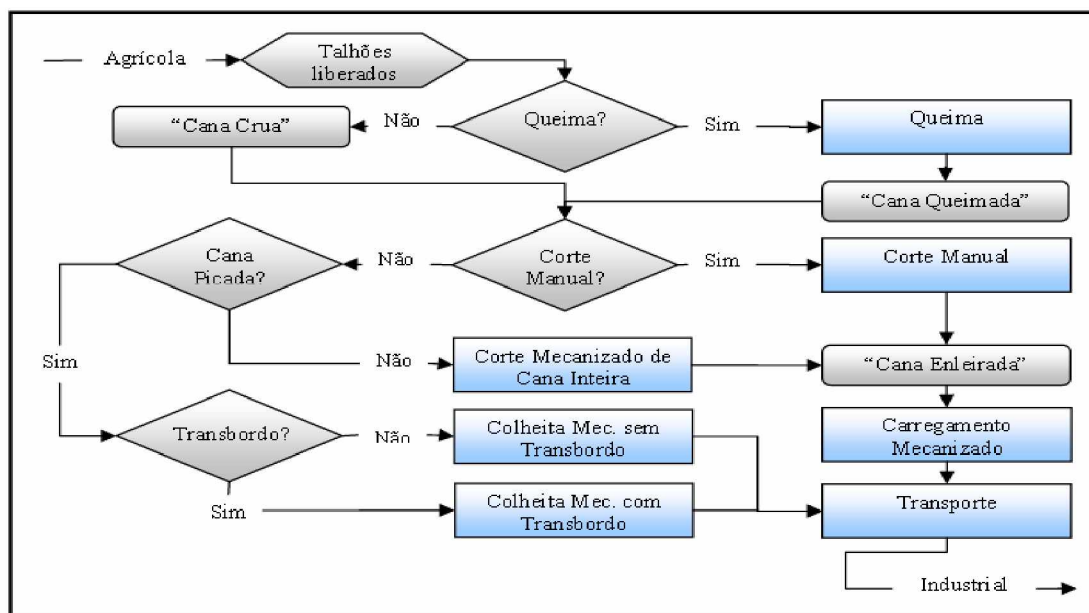 Agrícola
Talhões
liberados
"Cana Crua"
Não
Queima?
Sim
Queima
"Cana Queimada"
Cana
Picada?
Não
Corte
Manual?
Sim
Corte Manual
Sim
Não
Corte Mecanizado de
Cana Inteira
"Cana Enleirada"
Transbordo?
Não
Colheita Mec. sem
Transbordo
Carregamento
Mecanizado
Sim
Colheita Mec. com
Transbordo
Transporte
Industrial